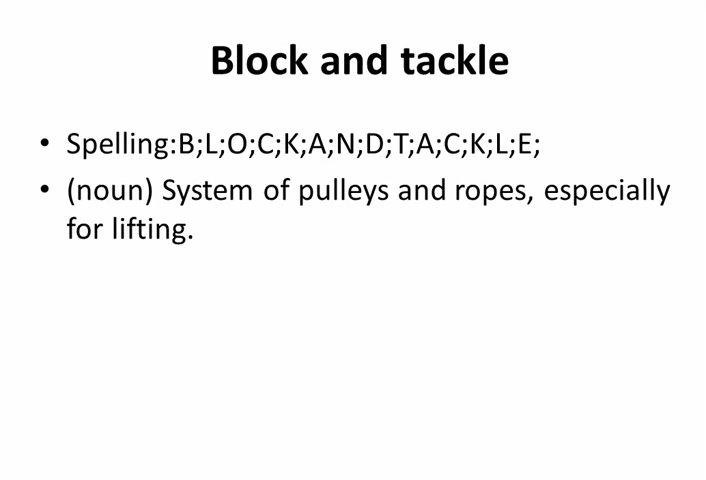 Block and tackle
• Spelling:B;L;O;C;K;A;N;D;T;A;C;K;L;E;
• (noun) System of pulleys and ropes, especially
for lifting.